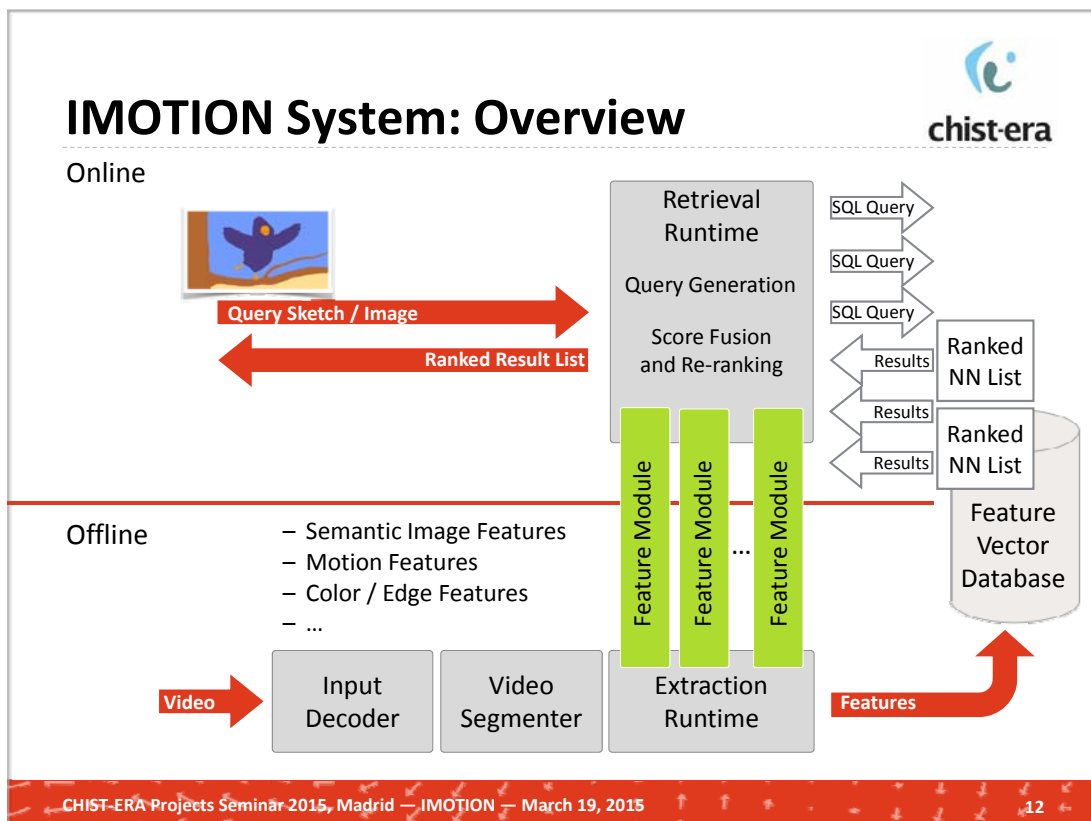 IMOTION System: Overview
chist-era
Online
Retrieval
Runtime
Query Generation
Score Fusion
and Re-ranking
Query Sketch / Image
Ranked Result List
SQL Query
SQL Query
SQL Query
Results
Results
Results
Ranked
NN List
Ranked
NN List
Feature
Vector
Database
Offline
– Semantic Image Features
– Motion Features
– Color / Edge Features
– …
Feature Module
Feature Module
...
Feature Module
Video
Input
Decoder
Video
Segmenter
Extraction
Runtime
Features
CHIST-ERA Projects Seminar 2015, Madrid — IMOTION — March 19, 2015
12